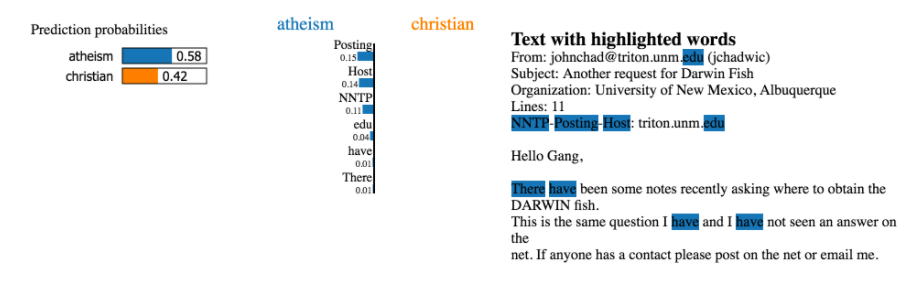 Prediction probabilities
atheism 0.58
christian 0.42
atheism christian
Posting
0.15
Host
0.14
NNTP
0.11
edu
0.04
have
0.01
There
0.01
Text with highlighted words
From: johnchad@triton.unm.edu (jchadwic)
Subject: Another request for Darwin Fish
Organization: University of New Mexico, Albuquerque
Lines: 11
NNTP-Posting-Host: triton.unm.edu
Hello Gang,
There have been some notes recently asking where to obtain the
DARWIN fish.
This is the same question I have and I have not seen an answer on
the
net. If anyone has a contact please post on the net or email me.